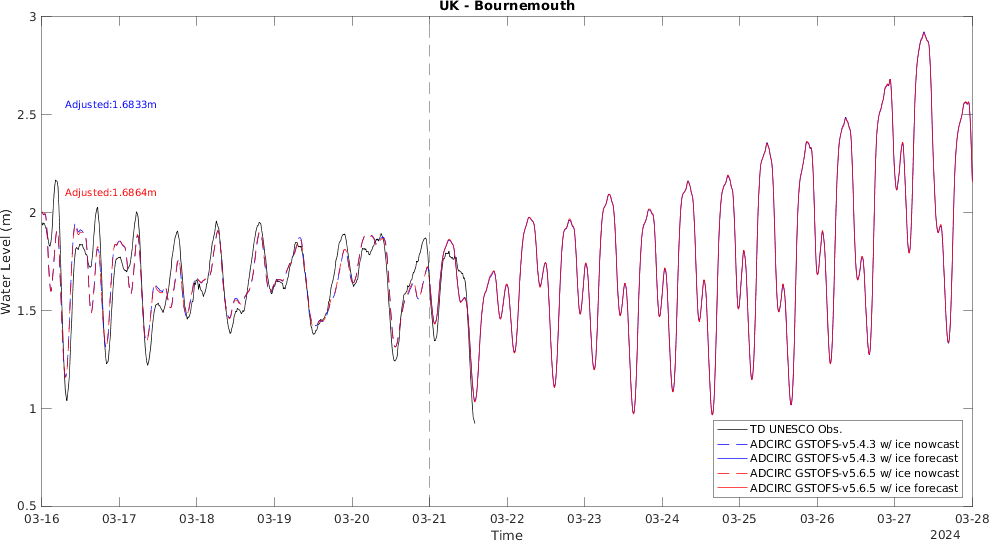 UK - Bournemouth
3
2.5
2
1.5
1
0.5
Water Level (m)
Adjusted:1.6833m
Adjusted:1.6864m
TD UNESCO Obs.
ADCIRC GSTOFS-v5.4.3 w/ ice nowcast
ADCIRC GSTOFS-v5.4.3 w/ ice forecast
ADCIRC GSTOFS-v5.6.5 w/ ice nowcast
ADCIRC GSTOFS-v5.6.5 w/ ice forecast
03-16 03-17 03-18 03-19 03-20 03-21 03-22 03-23 03-24 03-25 03-26 03-27 03-28
Time
2024